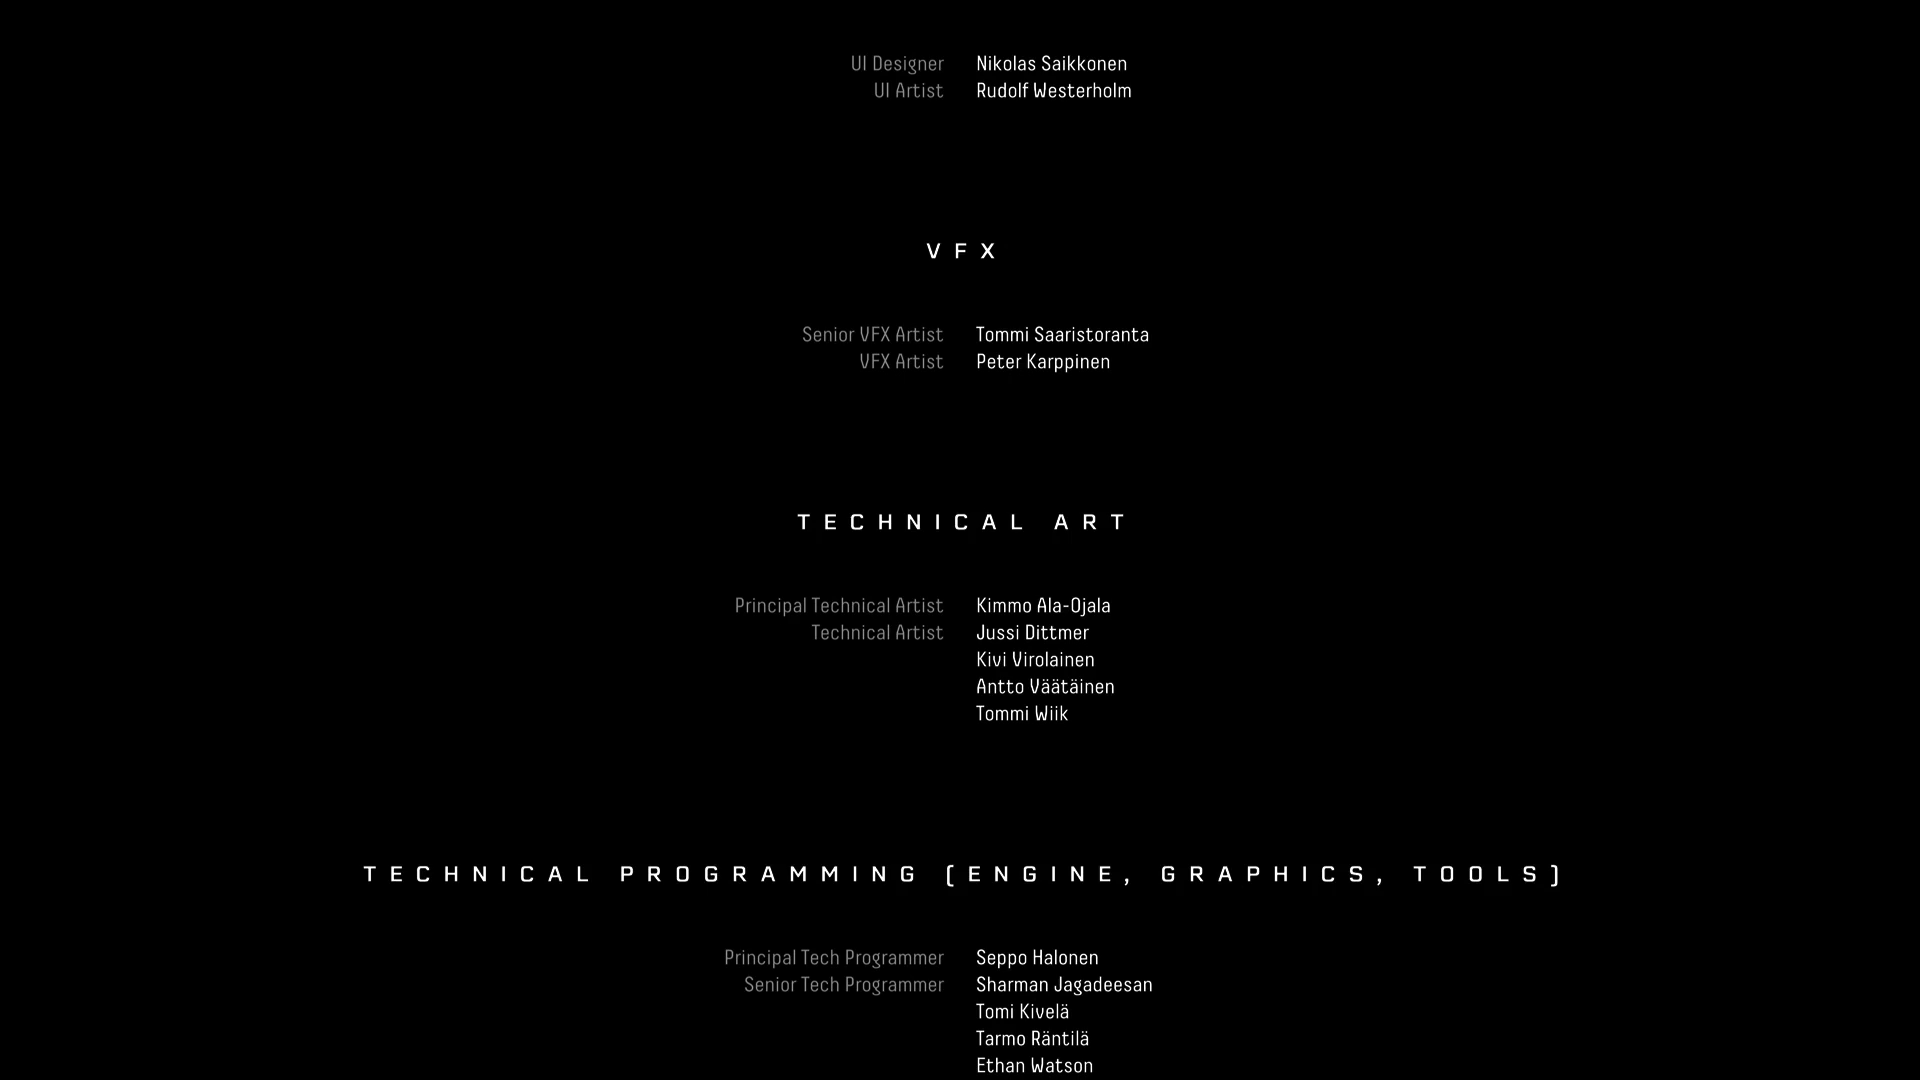 UI Designer Nikolas Saikkonen
UI Artist Rudolf Westerholm
VFX
Senior VFX Artist Tommi Saaristoranta
VFX Artist Peter Karppinen
TECHNICAL ART
Principal Technical Artist Kimmo Ala-Ojala
Technical Artist Jussi Dittmer
Kivi Virolainen
Antto Väätäinen
Tommi Wiik
TECHNICAL PROGRAMMING (ENGINE, GRAPHICS, TOOLS)
Principal Tech Programmer Seppo Halonen
Senior Tech Programmer Sharman Jagadeesan
Tomi Kivelä
Tarmo Räntilä
Ethan Watson